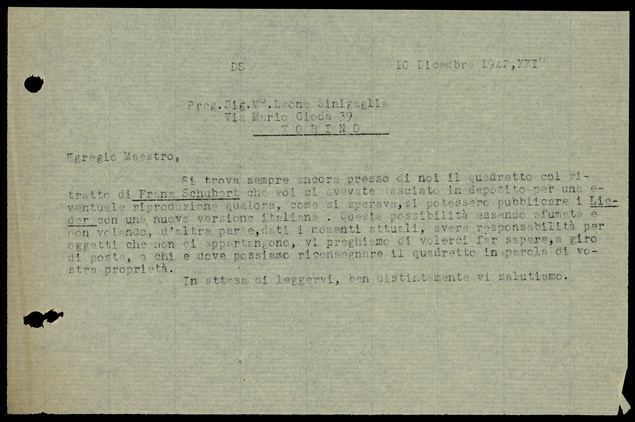 DS
10 Dicembre 1942,XXI°
Preg.Sig.M°.Leone Sinigaglia
Via Mario Gioda 39
TORINO
Egregio Maestro,
Si trova sempre ancora presso di noi il quadretto col ri-
tratto di Franz Schubert che voi ci avevate lasciato in deposito per una e-
ventuale riproduzione qualora, come si sperava,si potessero pubblicare i Lie-
der con una nuova versione italiana . Questa possibilità essendo sfumata e
non volendo, d'altra parte,dati i momenti attuali, avere responsabilità per
oggetti che non ci appartengono, vi preghiamo di volerci far sapere,a giro
di posta, a chi e dove possiamo riconsegnare il quadretto in parola di vo-
stra proprietà.
In attesa di leggervi, ben distintamente vi salutiamo.